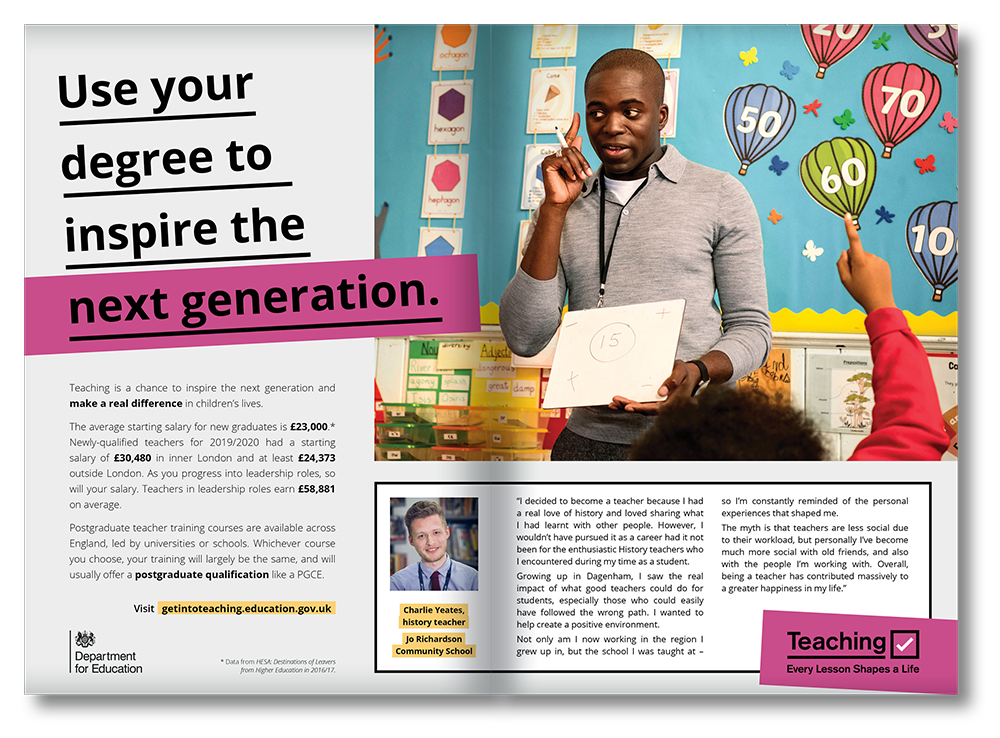 Use your
degree to
inspire the
next generation.
Teaching is a chance to inspire the next generation and
make a real difference in children's lives.
The average starting salary for new graduates is £23,000.*
Newly-qualified teachers for 2019/2020 had a starting
salary of £30,480 in inner London and at least £24,373
outside London. As you progress into leadership roles, so
will your salary. Teachers in leadership roles earn £58,881
on average.
Postgraduate teacher training courses are available across
England, led by universities or schools. Whichever course
you choose, your training will largely be the same, and will
usually offer a postgraduate qualification like a PGCE.
Visit getintoteaching.education.gov.uk
Department
for Education
* Data from HESA: Destinations of Leavers
from Higher Education in 2016/17.
octagon
hexagon
heptagon
Cone
20
30
50
70
60
10
15
Adjecti
dangerous
great damp
Prepositions
Charlie Yeates,
history teacher
Jo Richardson
Community School
"I decided to become a teacher because I had
a real love of history and loved sharing what
I had learnt with other people. However, I
wouldn't have pursued it as a career had it not
been for the enthusiastic History teachers who
I encountered during my time as a student.
Growing up in Dagenham, I saw the real
impact of what good teachers could do for
students, especially those who could easily
have followed the wrong path. I wanted to
help create a positive environment.
Not only am I now working in the region I
grew up in, but the school I was taught at –
so I'm constantly reminded of the personal
experiences that shaped me.
The myth is that teachers are less social due
to their workload, but personally I've become
much more social with old friends, and also
with the people I'm working with. Overall,
being a teacher has contributed massively to
a greater happiness in my life."
Teaching
Every Lesson Shapes a Life